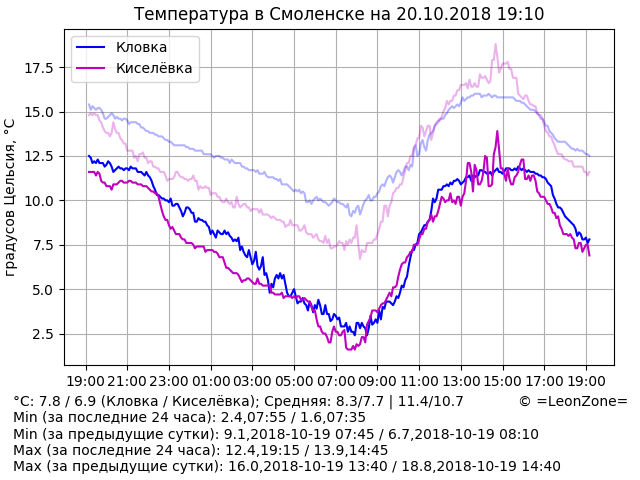 Температура в Смоленске на 20.10.2018 19:10
Кловка
Киселёвка
градусов Цельсия, °C
17.5
15.0
12.5
10.0
7.5
5.0
2.5
19:00 21:00 23:00 01:00 03:00 05:00 07:00 09:00 11:00 13:00 15:00 17:00 19:00
°C: 7.8 / 6.9 (Кловка / Киселёвка); Средняя: 8.3/7.7 | 11.4/10.7 © =LeonZone=
Min (за последние 24 часа): 2.4,07:55 / 1.6,07:35
Min (за предыдущие сутки): 9.1,2018-10-19 07:45 / 6.7,2018-10-19 08:10
Max (за последние 24 часа): 12.4,19:15 / 13.9,14:45
Max (за предыдущие сутки): 16.0,2018-10-19 13:40 / 18.8,2018-10-19 14:40